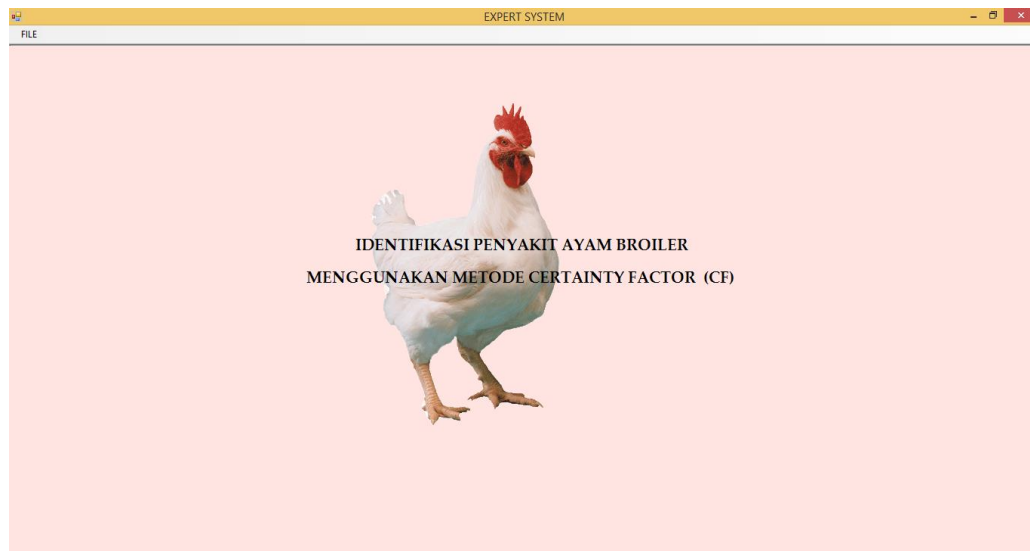 EXPERT SYSTEM
FILE
IDENTIFIKASI PENYAKIT AYAM BROILER
MENGGUNAKAN METODE CERTAINTY FACTOR (CF)